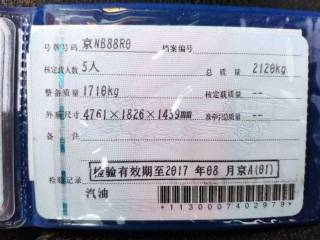 号牌号码 京NB88R0 档案编号
核定载人数 5人 总质量 2120kg
整备质量 1710kg 核定载质量 --
外廓尺寸 4761×1826×1459mm 准牵引总质量 --
检验有效期至2017年08月京A(01)
检验记录
汽油
*1130007402979*